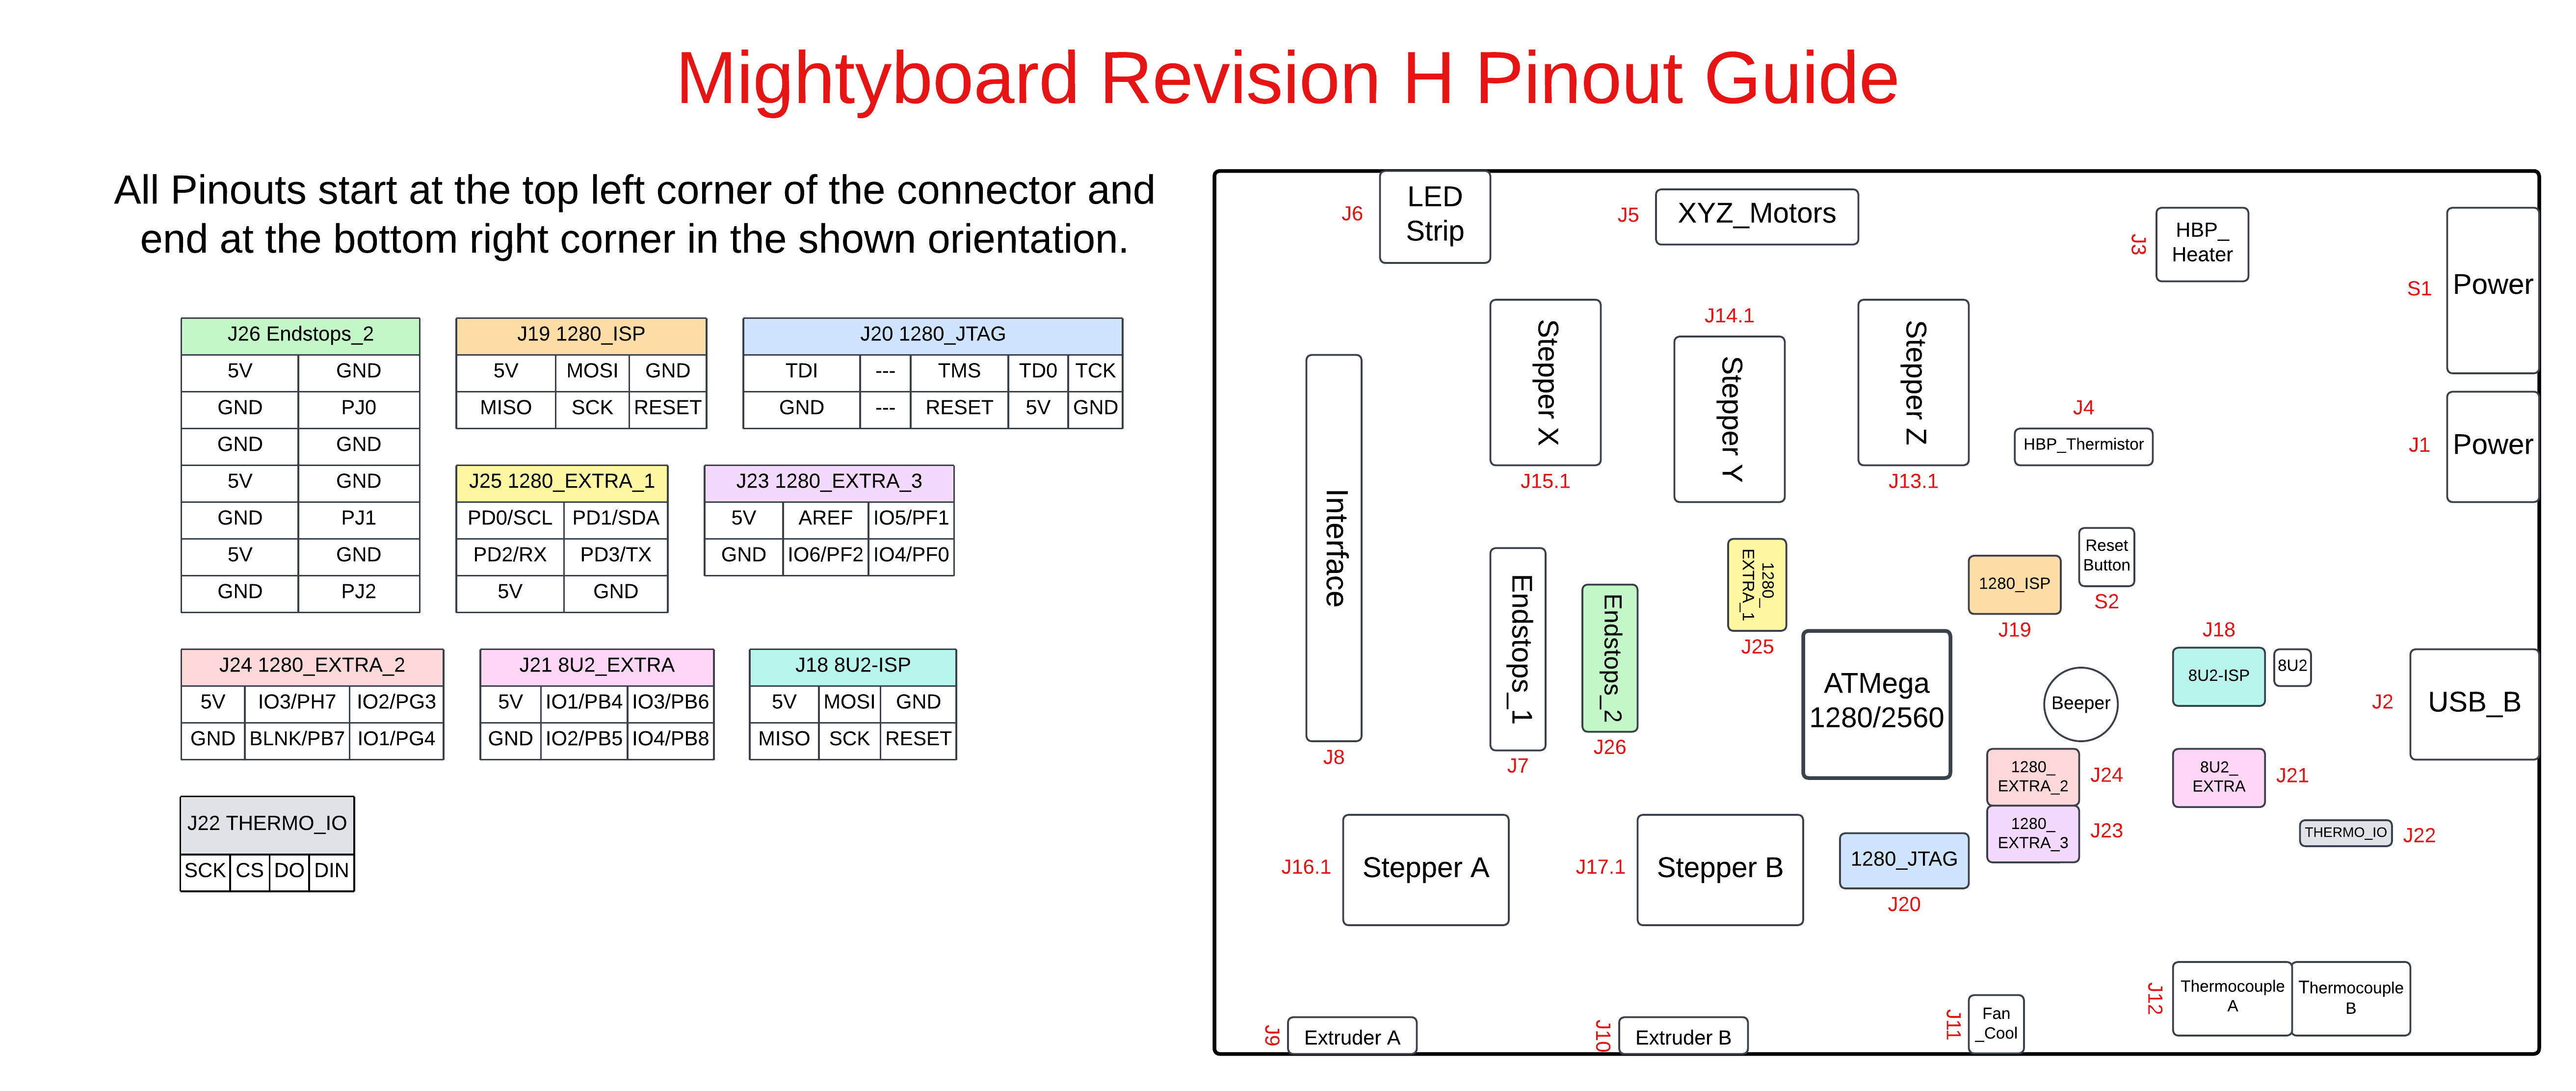 Mightyboard Revision H Pinout Guide
All Pinouts start at the top left corner of the connector and
end at the bottom right corner in the shown orientation.
J26 Endstops_2
5V GND
GND PJ0
GND GND
5V GND
GND PJ1
5V GND
GND PJ2
J19 1280_ISP
5V MOSI GND
MISO SCK RESET
J20 1280_JTAG
TDI --- TMS TD0 TCK
GND --- RESET 5V GND
J25 1280_EXTRA_1
PD0/SCL PD1/SDA
PD2/RX PD3/TX
5V GND
J23 1280_EXTRA_3
5V AREF IO5/PF1
GND IO6/PF2 IO4/PF0
J24 1280_EXTRA_2
5V IO3/PH7 IO2/PG3
GND BLNK/PB7 IO1/PG4
J21 8U2_EXTRA
5V IO1/PB4 IO3/PB6
GND IO2/PB5 IO4/PB8
J18 8U2-ISP
5V MOSI GND
MISO SCK RESET
J22 THERMO_IO
SCK CS DO DIN
J6
LED
Strip
J5
XYZ_Motors
J3
HBP_
Heater
S1
Power
J1
Power
Stepper X
J15.1
J14.1
Stepper Y
Stepper Z
J13.1
J4
HBP_Thermistor
Interface
J8
Endstops_1
J7
Endstops_2
J26
1280_
EXTRA_1
J25
1280_ISP
J19
Reset
Button
S2
ATMega
1280/2560
Beeper
J18
8U2-ISP
8U2
J2
USB_B
1280_
EXTRA_2
J24
1280_
EXTRA_3
J23
8U2_
EXTRA
J21
THERMO_IO
J22
J16.1
Stepper A
J17.1
Stepper B
1280_JTAG
J20
J9
Extruder A
J10
Extruder B
J11
Fan
_Cool
J12
Thermocouple
A
Thermocouple
B